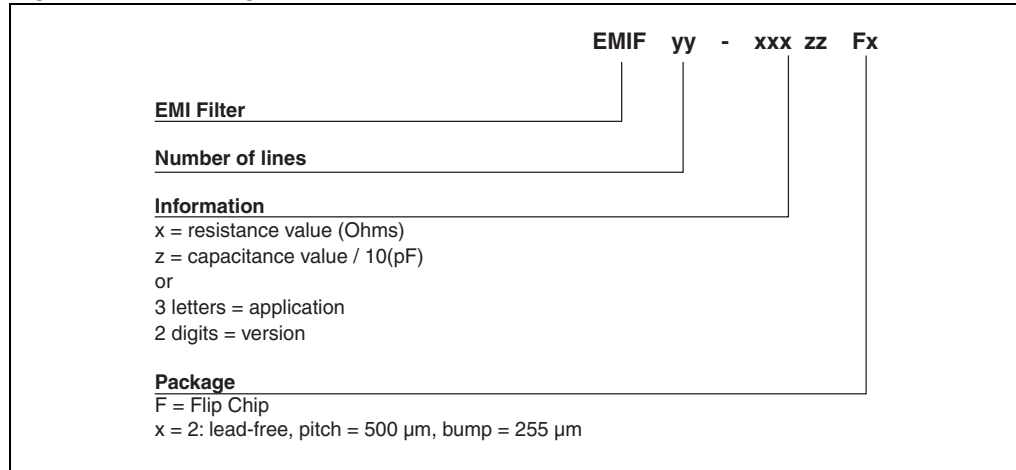 EMIF yy - xxx zz Fx
EMI Filter
Number of lines
Information
x = resistance value (Ohms)
z = capacitance value / 10(pF)
or
3 letters = application
2 digits = version
Package
F = Flip Chip
x = 2: lead-free, pitch = 500 µm, bump = 255 µm